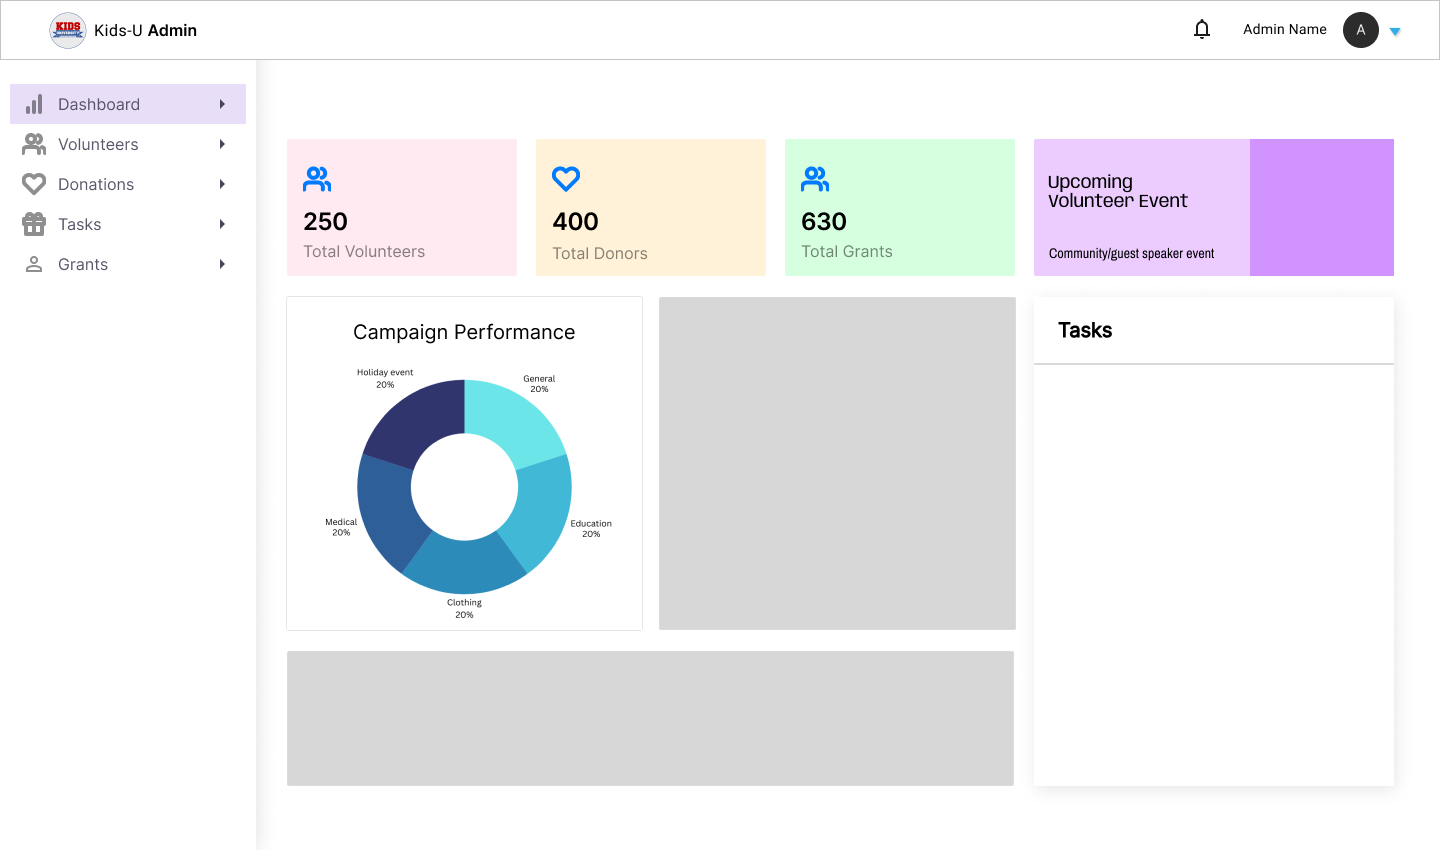 KIDS
UNIVERSITY
Kids-U Admin
Admin Name
A
Dashboard
Volunteers
Donations
Tasks
Grants
250
Total Volunteers
400
Total Donors
630
Total Grants
Upcoming
Volunteer Event
Community/guest speaker event
Campaign Performance
Holiday event
20%
General
20%
Medical
20%
Education
20%
Clothing
20%
Tasks